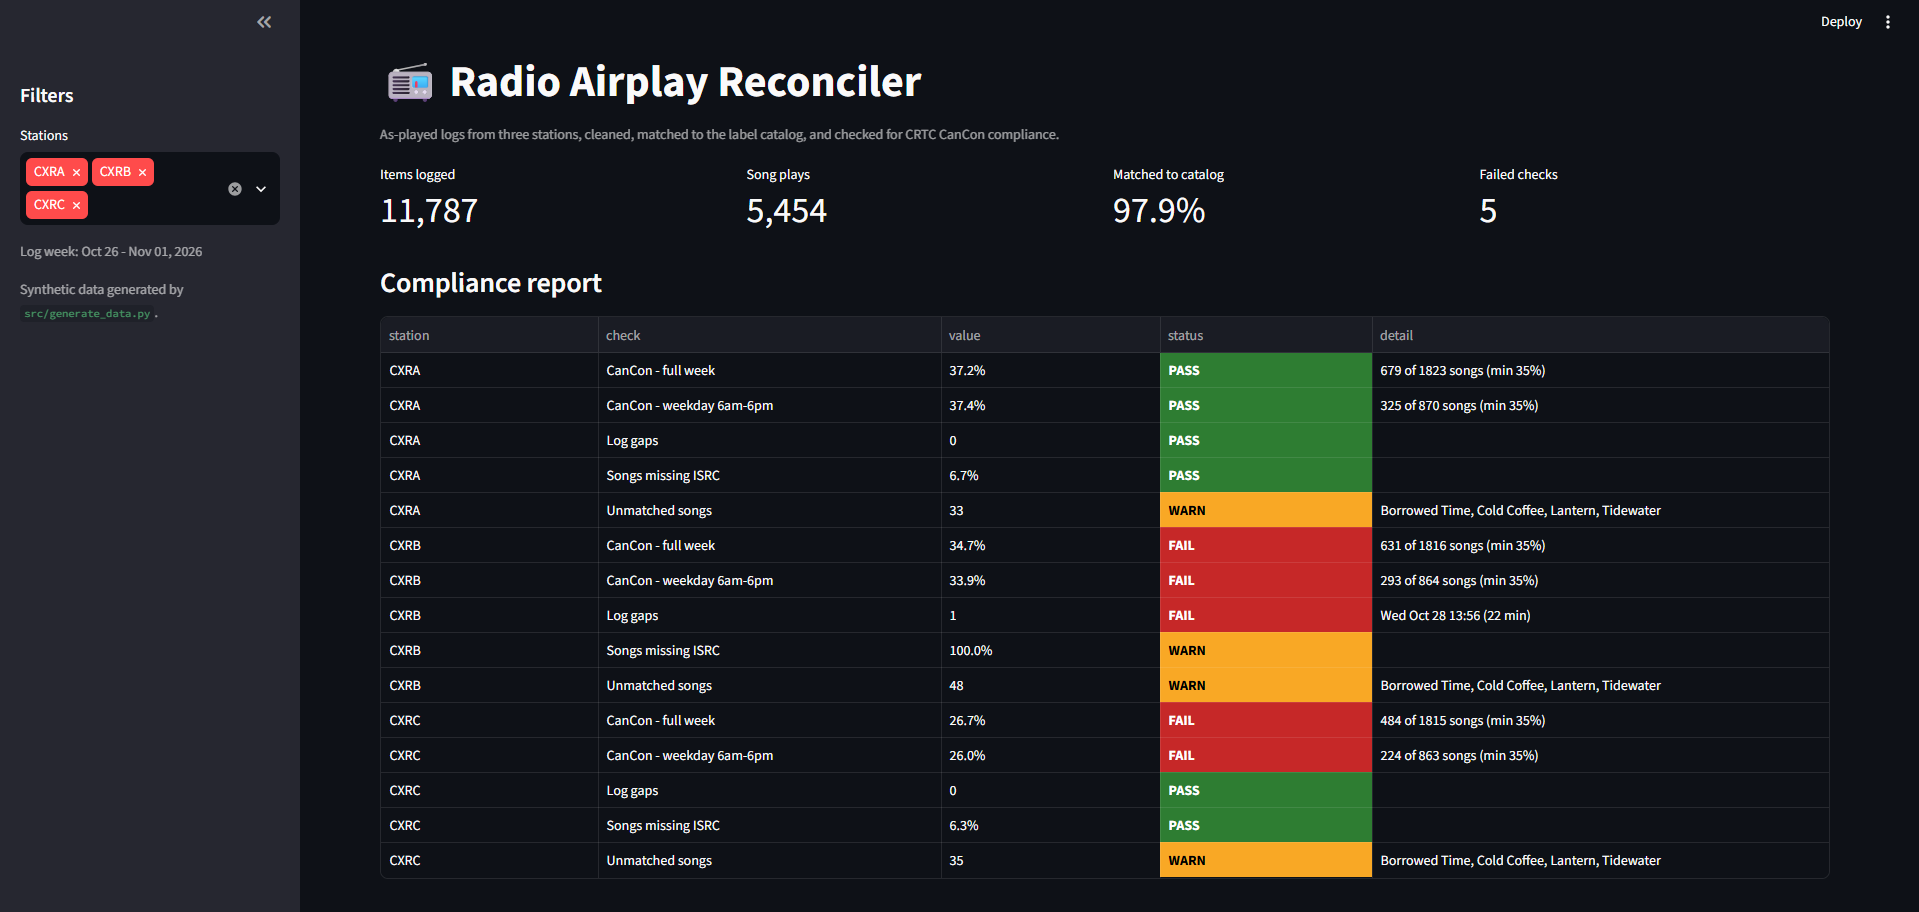 Deploy
Filters
Stations
CXRA × CXRB ×
CXRC ×
Log week: Oct 26 - Nov 01, 2026
Synthetic data generated by
src/generate_data.py .
Radio Airplay Reconciler
As-played logs from three stations, cleaned, matched to the label catalog, and checked for CRTC CanCon compliance.
Items logged Song plays Matched to catalog Failed checks
11,787 5,454 97.9% 5
Compliance report
station check value status detail
CXRA CanCon - full week 37.2% PASS 679 of 1823 songs (min 35%)
CXRA CanCon - weekday 6am-6pm 37.4% PASS 325 of 870 songs (min 35%)
CXRA Log gaps 0 PASS
CXRA Songs missing ISRC 6.7% PASS
CXRA Unmatched songs 33 WARN Borrowed Time, Cold Coffee, Lantern, Tidewater
CXRB CanCon - full week 34.7% FAIL 631 of 1816 songs (min 35%)
CXRB CanCon - weekday 6am-6pm 33.9% FAIL 293 of 864 songs (min 35%)
CXRB Log gaps 1 FAIL Wed Oct 28 13:56 (22 min)
CXRB Songs missing ISRC 100.0% WARN
CXRB Unmatched songs 48 WARN Borrowed Time, Cold Coffee, Lantern, Tidewater
CXRC CanCon - full week 26.7% FAIL 484 of 1815 songs (min 35%)
CXRC CanCon - weekday 6am-6pm 26.0% FAIL 224 of 863 songs (min 35%)
CXRC Log gaps 0 PASS
CXRC Songs missing ISRC 6.3% PASS
CXRC Unmatched songs 35 WARN Borrowed Time, Cold Coffee, Lantern, Tidewater